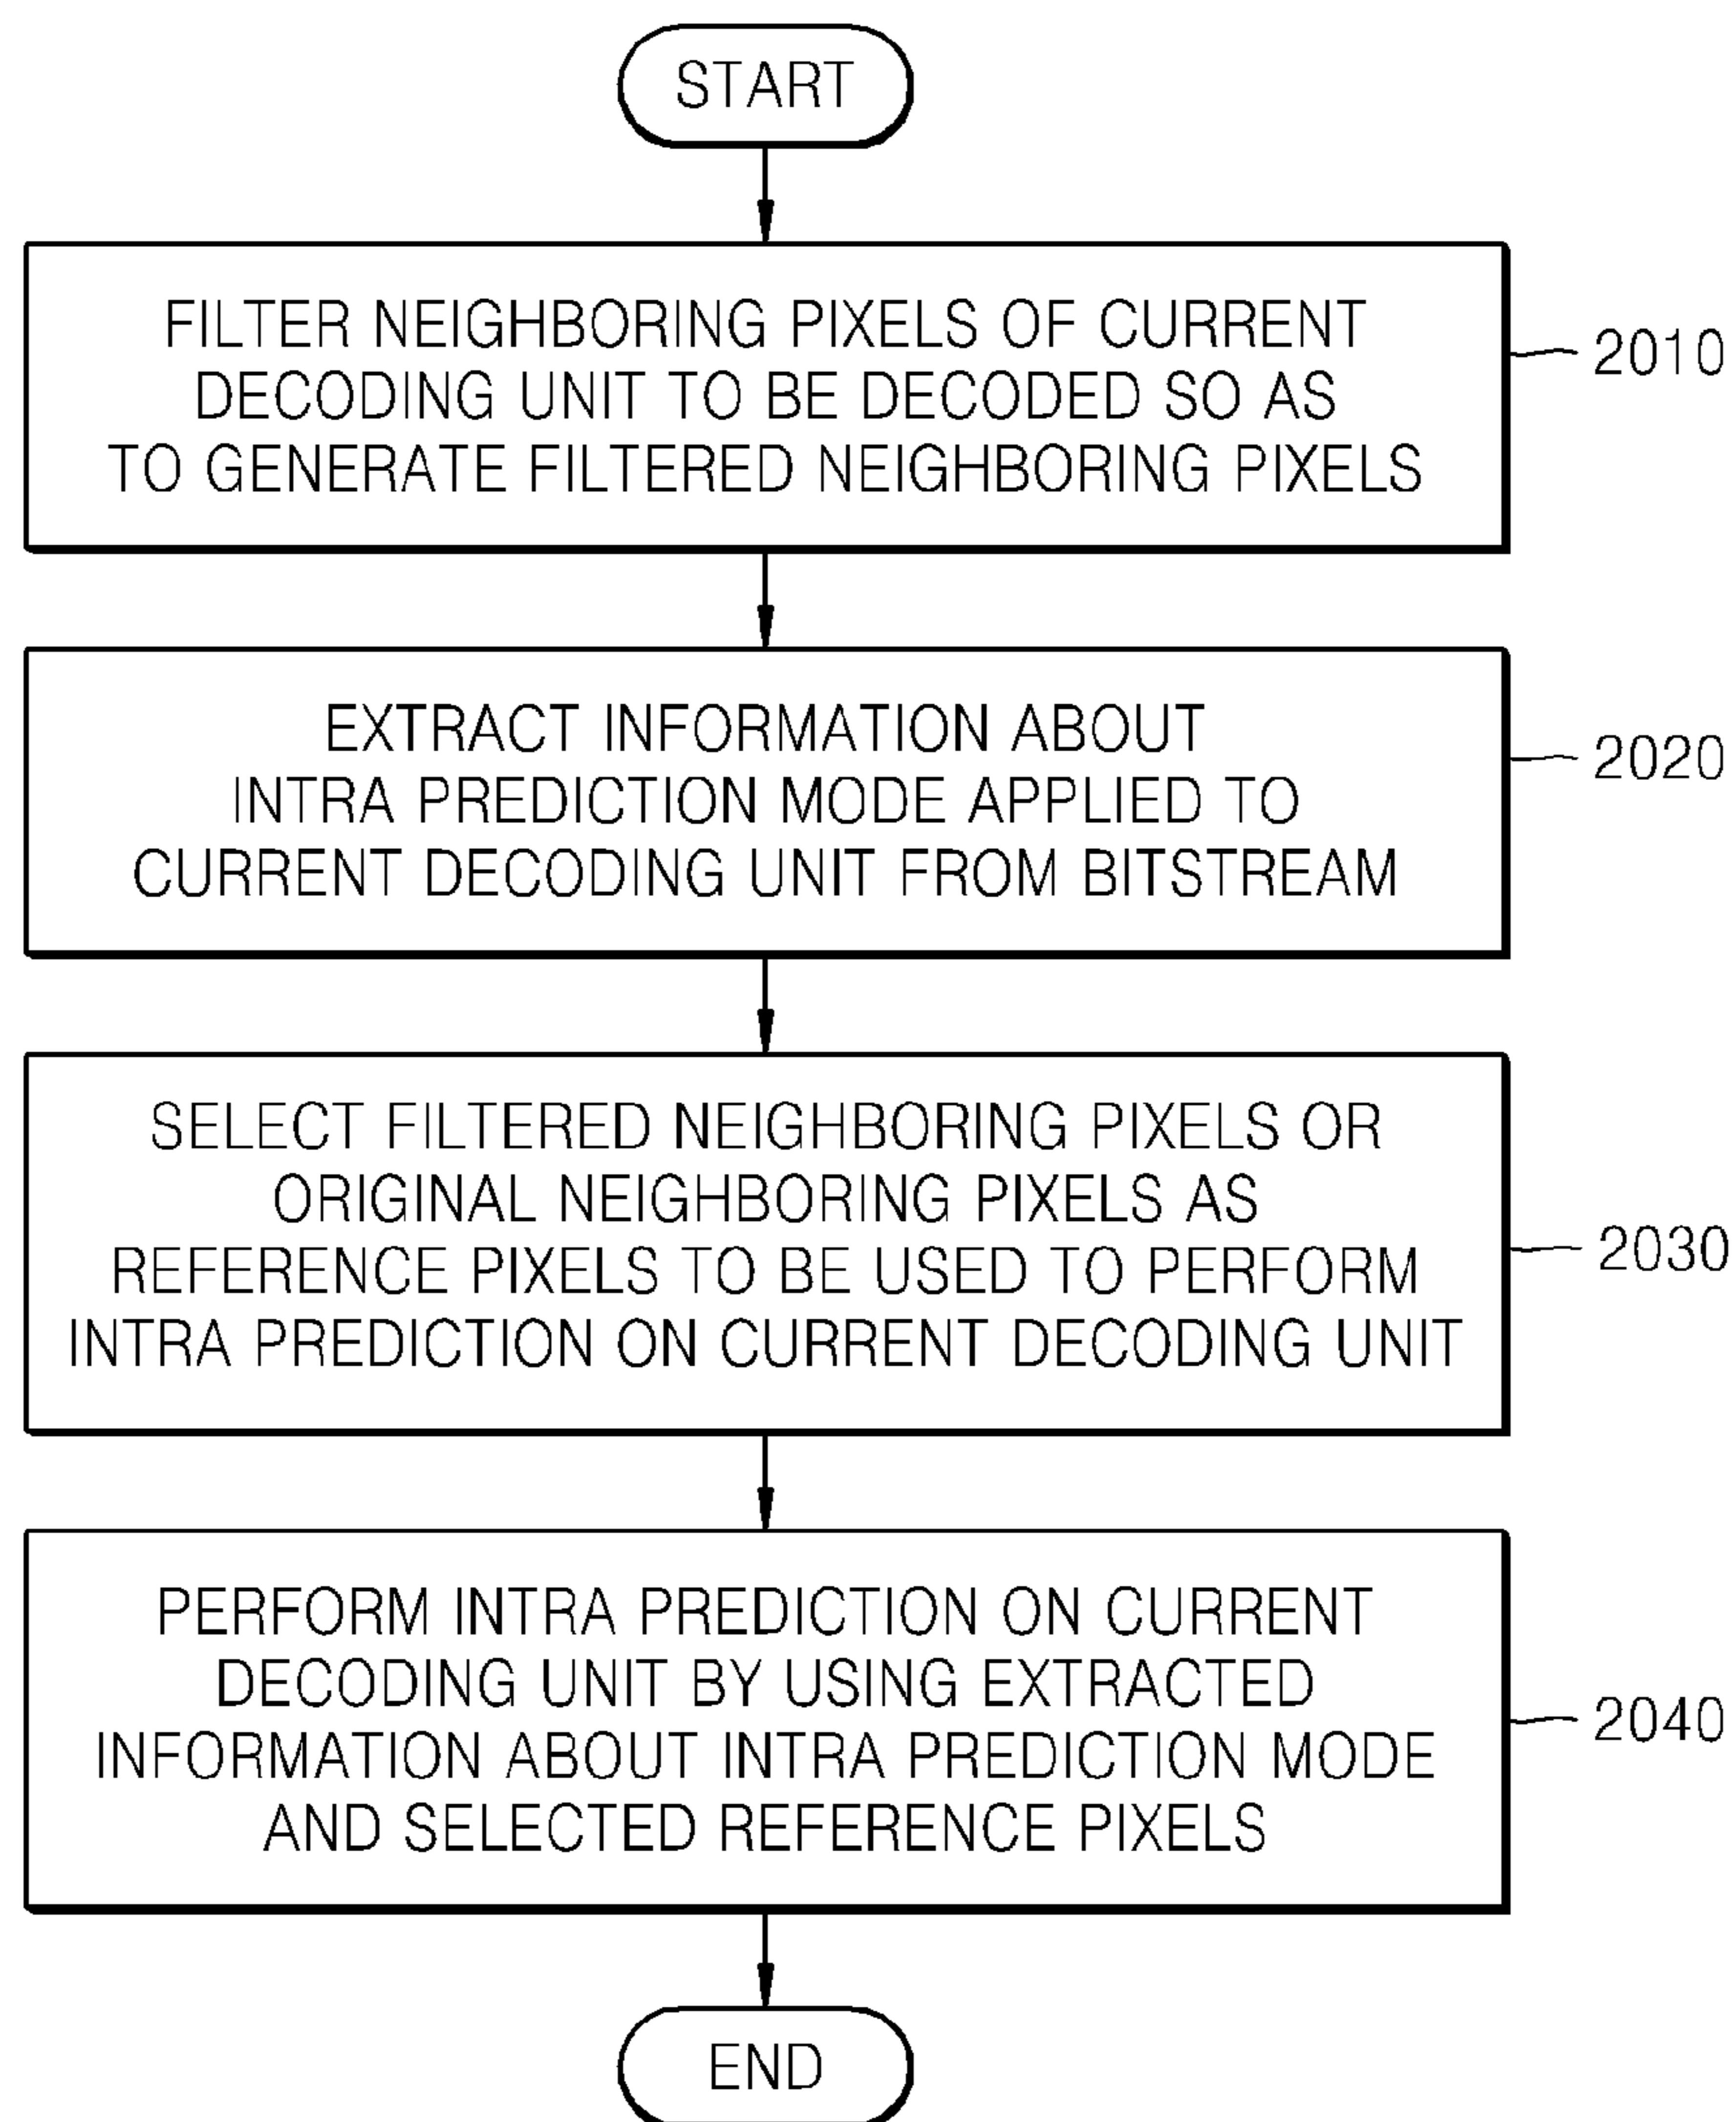 START
FILTER NEIGHBORING PIXELS OF CURRENT
DECODING UNIT TO BE DECODED SO AS
TO GENERATE FILTERED NEIGHBORING PIXELS
2010
EXTRACT INFORMATION ABOUT
INTRA PREDICTION MODE APPLIED TO
CURRENT DECODING UNIT FROM BITSTREAM
2020
SELECT FILTERED NEIGHBORING PIXELS OR
ORIGINAL NEIGHBORING PIXELS AS
REFERENCE PIXELS TO BE USED TO PERFORM
INTRA PREDICTION ON CURRENT DECODING UNIT
2030
PERFORM INTRA PREDICTION ON CURRENT
DECODING UNIT BY USING EXTRACTED
INFORMATION ABOUT INTRA PREDICTION MODE
AND SELECTED REFERENCE PIXELS
2040
END